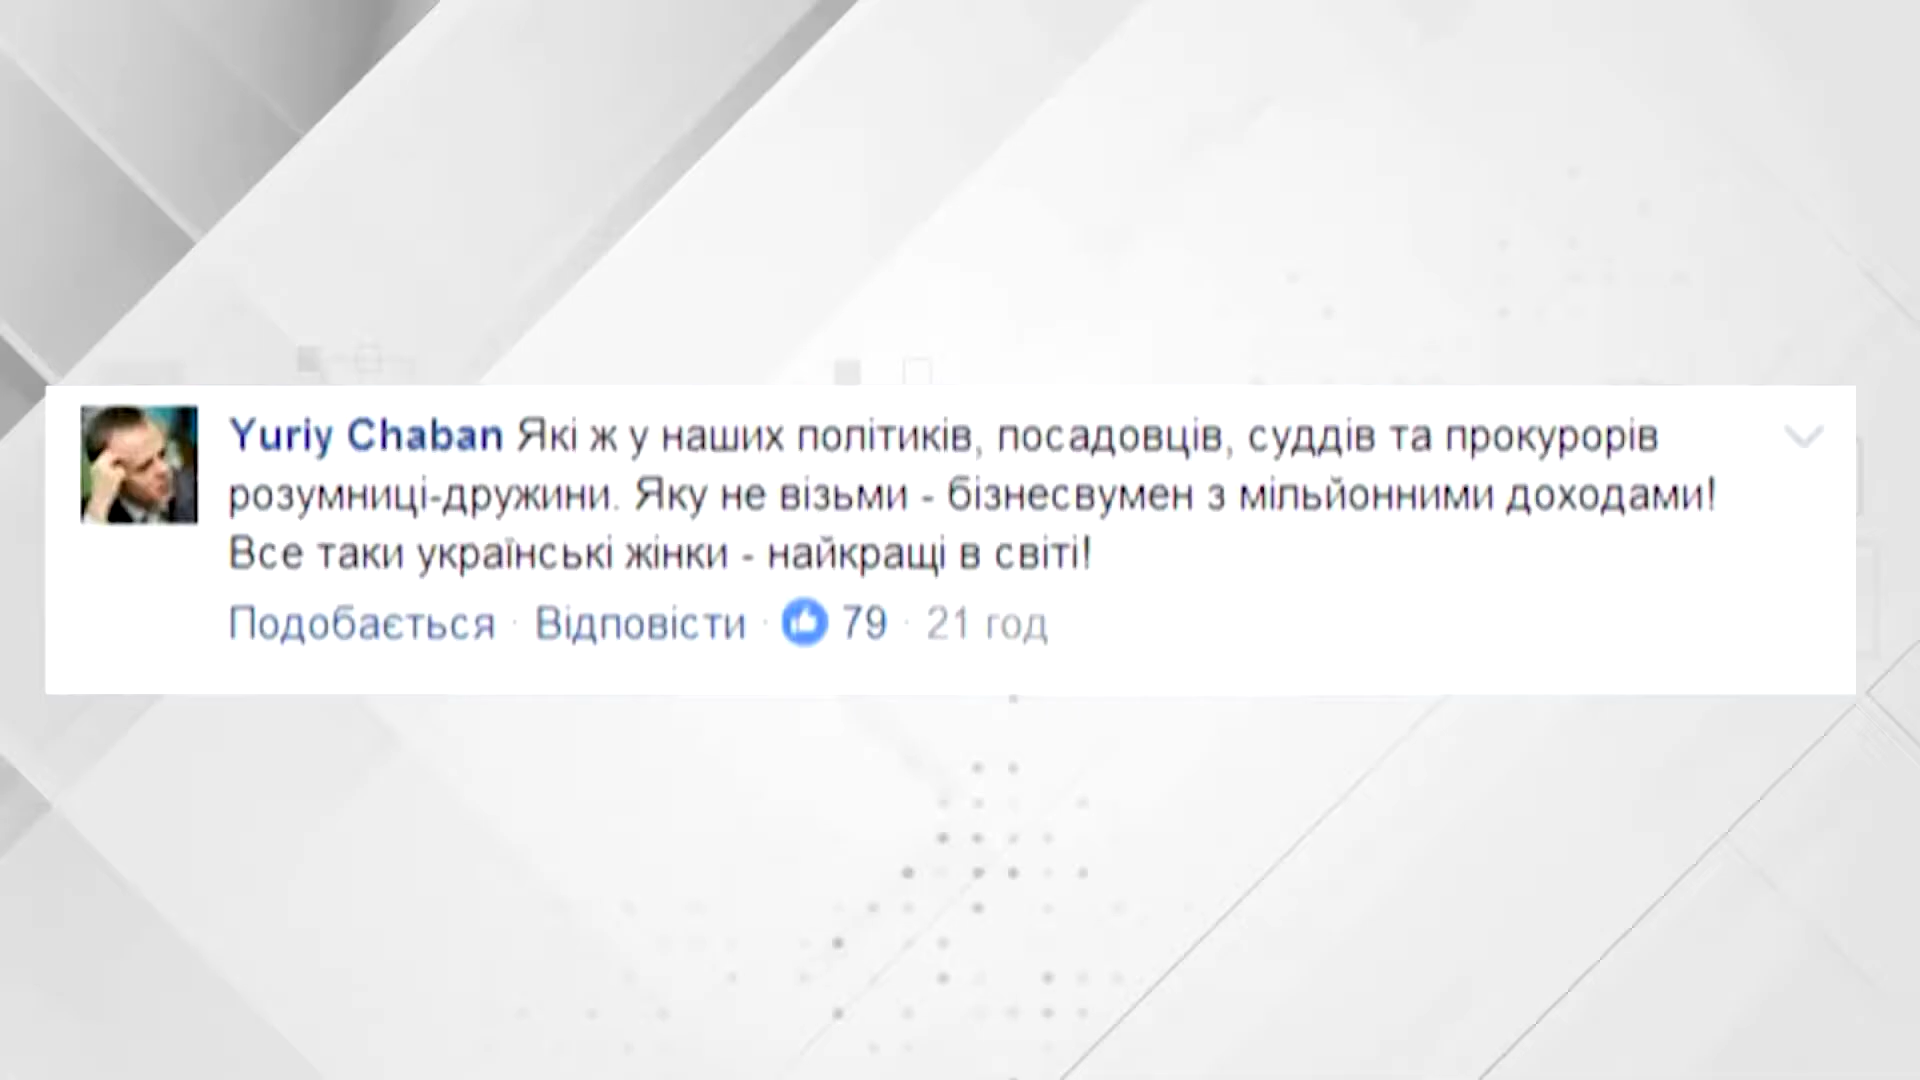 Yuriy Chaban Які ж у наших політиків, посадовців, суддів та прокурорів
розумниці-дружини. Яку не візьми - бізнесвумен з мільйонними доходами!
Все таки українські жінки - найкращі в світі!
Подобається · Відповісти · 79 · 21 год